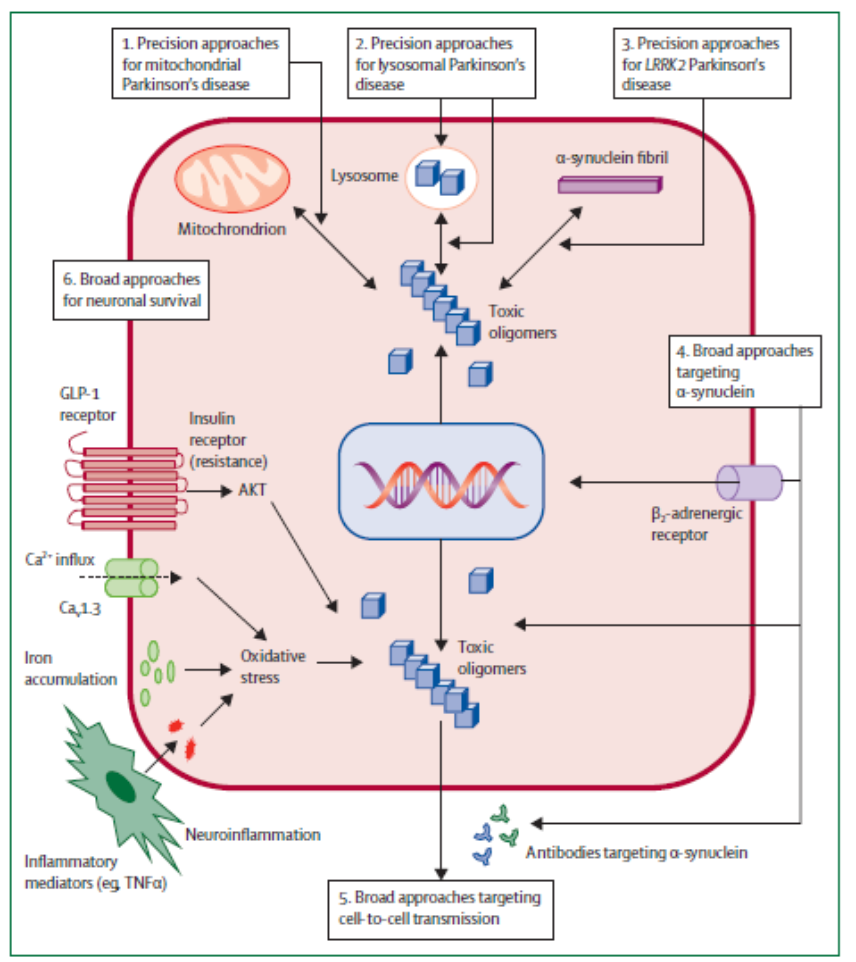 1. Precision approaches
for mitochondrial
Parkinson's disease
2. Precision approaches
for lysosomal Parkinson's
disease
3. Precision approaches
for LRRK2 Parkinson's
disease
Lysosome
α-synuclein fibril
Mitochrondrion
6. Broad approaches
for neuronal survival
Toxic
oligomers
4. Broad approaches
targeting
α-synuclein
GLP-1
receptor
Insulin
receptor
(resistance)
AKT
β₂-adrenergic
receptor
Ca²⁺ influx
Caᵥ1.3
Iron
accumulation
Oxidative
stress
Toxic
oligomers
Neuroinflammation
Inflammatory
mediators (eg, TNFα)
Antibodies targeting α-synuclein
5. Broad approaches targeting
cell-to-cell transmission